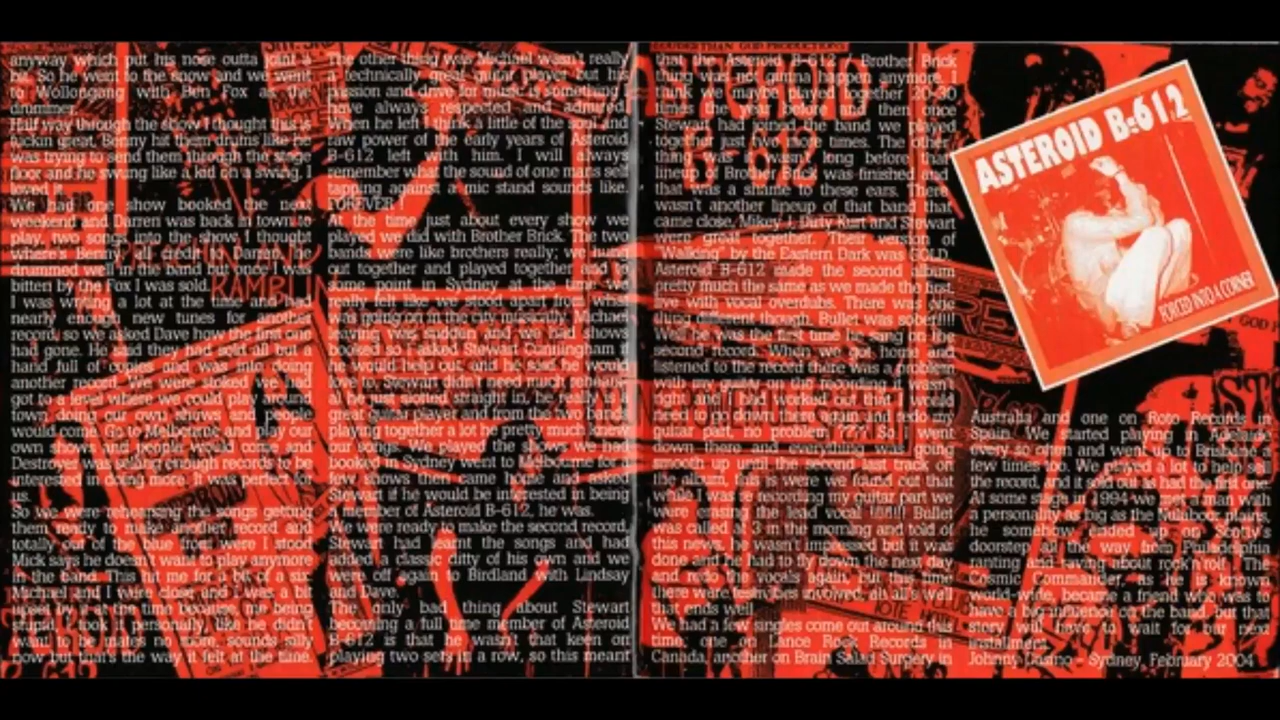 anyway which put his nose outta joint a
bit. So he went to the snow and we went
to Wollongang with Ben Fox as the
drummer.
Half way through the show I thought this is
fuckin great, Benny hit them drums like he
was trying to send them through the stage
floor and he swung like a kid on a swing, I
loved it.
We had one show booked the next
weekend and Darren was back in town to
play, two songs into the show I thought
where's Benny, all credit to Darren, he
drummed well in the band but once I was
bitten by the Fox I was sold.
I was writing a lot at the time and had
nearly enough new tunes for another
record, so we asked Dave how the first one
had gone. He said they had sold all but a
hand full of copies and was into doing
another record. We were stoked we had
got to a level where we could play around
town doing our own shows and people
would come. Go to Melbourne and play our
own shows and people would come and
Destroyer was selling enough records to be
interested in doing more. It was perfect for
us.
So we were rehearsing the songs getting
them ready to make another record and
totally out of the blue from were I stood
Mick says he doesn't want to play anymore
in the band. This hit me for a bit of a six,
Michael and I were close and I was a bit
upset by it at the time because, me being
stupid, I took it personally, like he didn't
want to be mates no more, sounds silly
now but that's the way it felt at the time.
The other thing was Michael wasn't really
a technically great guitar player but his
passion and drive for music is something I
have always respected and admired.
When he left I think a little of the soul and
raw power of the early years of Asteroid
B-612 left with him. I will always
remember what the sound of one mans self
tapping against a mic stand sounds like.
FOREVER !
At the time just about every show we
played we did with Brother Brick. The two
bands were like brothers really; we hung
out together and played together and to
some point in Sydney at the time we
really felt like we stood apart from what
was going on in the city musically. Michael
leaving was sudden and we had shows
booked so I asked Stewart Cunningham if
he would help out, and he said he would
love to. Stewart didn't need much rehears-
al he just sloted straight in, he really is a
great guitar player and from the two bands
playing together a lot he pretty much knew
our songs. We played the shows we had
booked in Sydney went to Melbourne for a
few shows then came home and asked
Stewart if he would be interested in being
a member of Asteroid B-612, he was.
We were ready to make the second record,
Stewart had learnt the songs and had
added a classic ditty of his own and we
were off again to Birdland with Lindsay
and Dave.
The only bad thing about Stewart
becoming a full time member of Asteroid
B-612 is that he wasn't that keen on
playing two sets in a row, so this meant
that the Asteroid B-612 / Brother Brick
thing was not gunna happen anymore. I
think we maybe played together 20-30
times the year before and then once
Stewart had joined the band we played
together just two more times. The other
thing was it wasn't long before that
lineup of Brother Brick was finished and
that was a shame to these ears. There
wasn't another lineup of that band that
came close, Mikey J, Dirty Kurt and Stewart
were great together. Their version of
"Walking" by the Eastern Dark was GOLD.
Asteroid B-612 made the second album
pretty much the same as we made the first,
live with vocal overdubs. There was one
thing different though. Bullet was sober!!!!
Well he was the first time he sang on the
second record. When we got home and
listened to the record there was a problem
with my guitar on the recording it wasn't
right and I had worked out that I would
need to go down there again and redo my
guitar part, no problem ????. So I went
down there and everything was going
smooth up until the second last track on
the album, this is were we found out that
while I was re recording my guitar part we
were erasing the lead vocal !!!!!! Bullet
was called at 3 in the morning and told of
this news, he wasn't impressed but it was
done and he had to fly down the next day
and redo the vocals again, but this time
there were festivities involved, ah all's well
that ends well.
We had a few singles come out around this
time, one on Lance Rock Records in
Canada, another on Brain Salad Surgery in
ASTEROID B-612
FORCED INTO A CORNER
Australia and one on Roto Records in
Spain. We started playing in Adelaide
every so often and went up to Brisbane a
few times too. We played a lot to help sell
the record, and it sold out as had the first one.
At some stage in 1994 we met a man with
a personality as big as the Nulabour plains,
he somehow ended up on Scotty's
doorstep all the way from Philadelphia
ranting and raving about rock'n'roll ! The
Cosmic Commander, as he is known
world-wide, became a friend who was to
have a big influence on the band, but that
story will have to wait for our next
installment.
Johnny Casino - Sydney, February 2004